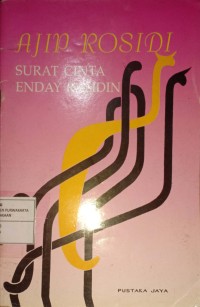 AJIP ROSIDI
SURAT CINTA
ENDAY RASIDIN
PUSTAKA JAYA